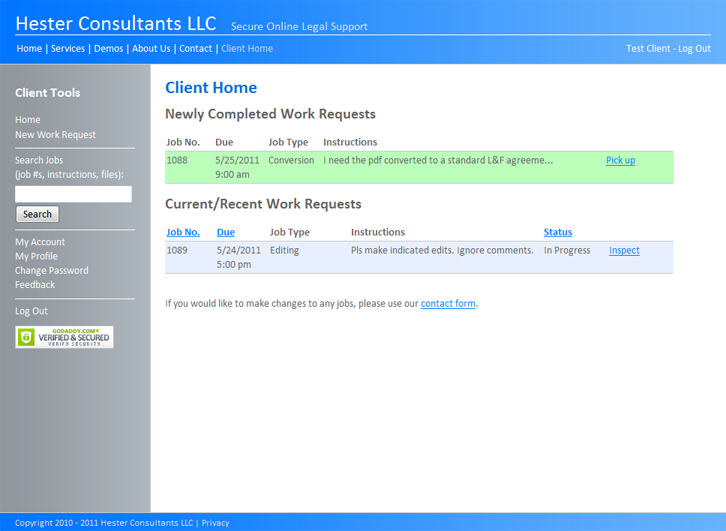 Hester Consultants LLC Secure Online Legal Support
Home | Services | Demos | About Us | Contact | Client Home
Test Client - Log Out
Client Tools
Home
New Work Request
Search Jobs
(job #s, instructions, files):
Search
My Account
My Profile
Change Password
Feedback
Log Out
GODADDY.COM®
VERIFIED & SECURED
VERIFY SECURITY
Client Home
Newly Completed Work Requests
Job No. Due Job Type Instructions
1088 5/25/2011 Conversion I need the pdf converted to a standard L&F agreeme... Pick up
9:00 am
Current/Recent Work Requests
Job No. Due Job Type Instructions Status
1089 5/24/2011 Editing Pls make indicated edits. Ignore comments. In Progress Inspect
5:00 pm
If you would like to make changes to any jobs, please use our contact form.
Copyright 2010 - 2011 Hester Consultants LLC | Privacy